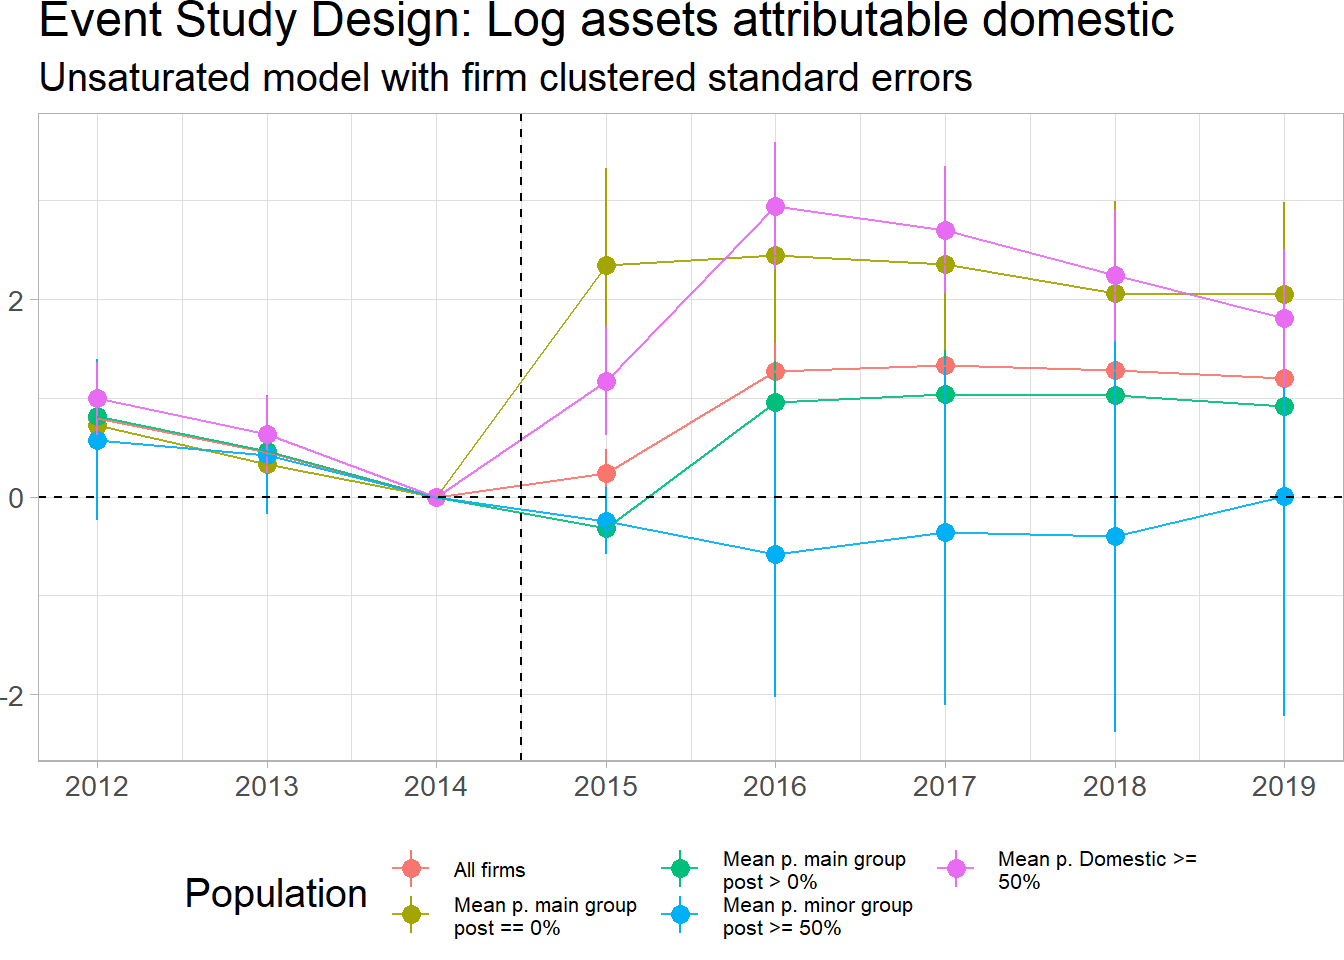 Event Study Design: Log assets attributable domestic
Unsaturated model with firm clustered standard errors
2
0
-2
2012 2013 2014 2015 2016 2017 2018 2019
Population
All firms
Mean p. main group
post == 0%
Mean p. main group
post > 0%
Mean p. minor group
post >= 50%
Mean p. Domestic >=
50%